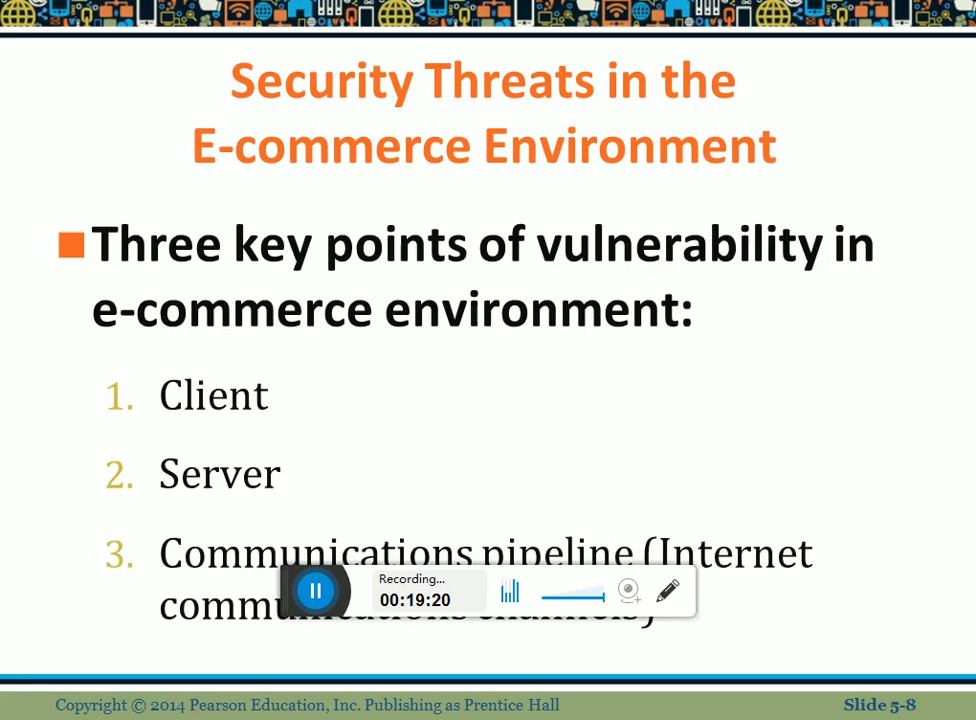 Security Threats in the
E-commerce Environment
Three key points of vulnerability in
e-commerce environment:
1. Client
2. Server
3. Communications pipeline (Internet
communications channels)
Recording...
00:19:20
Copyright © 2014 Pearson Education, Inc. Publishing as Prentice Hall
Slide 5-8